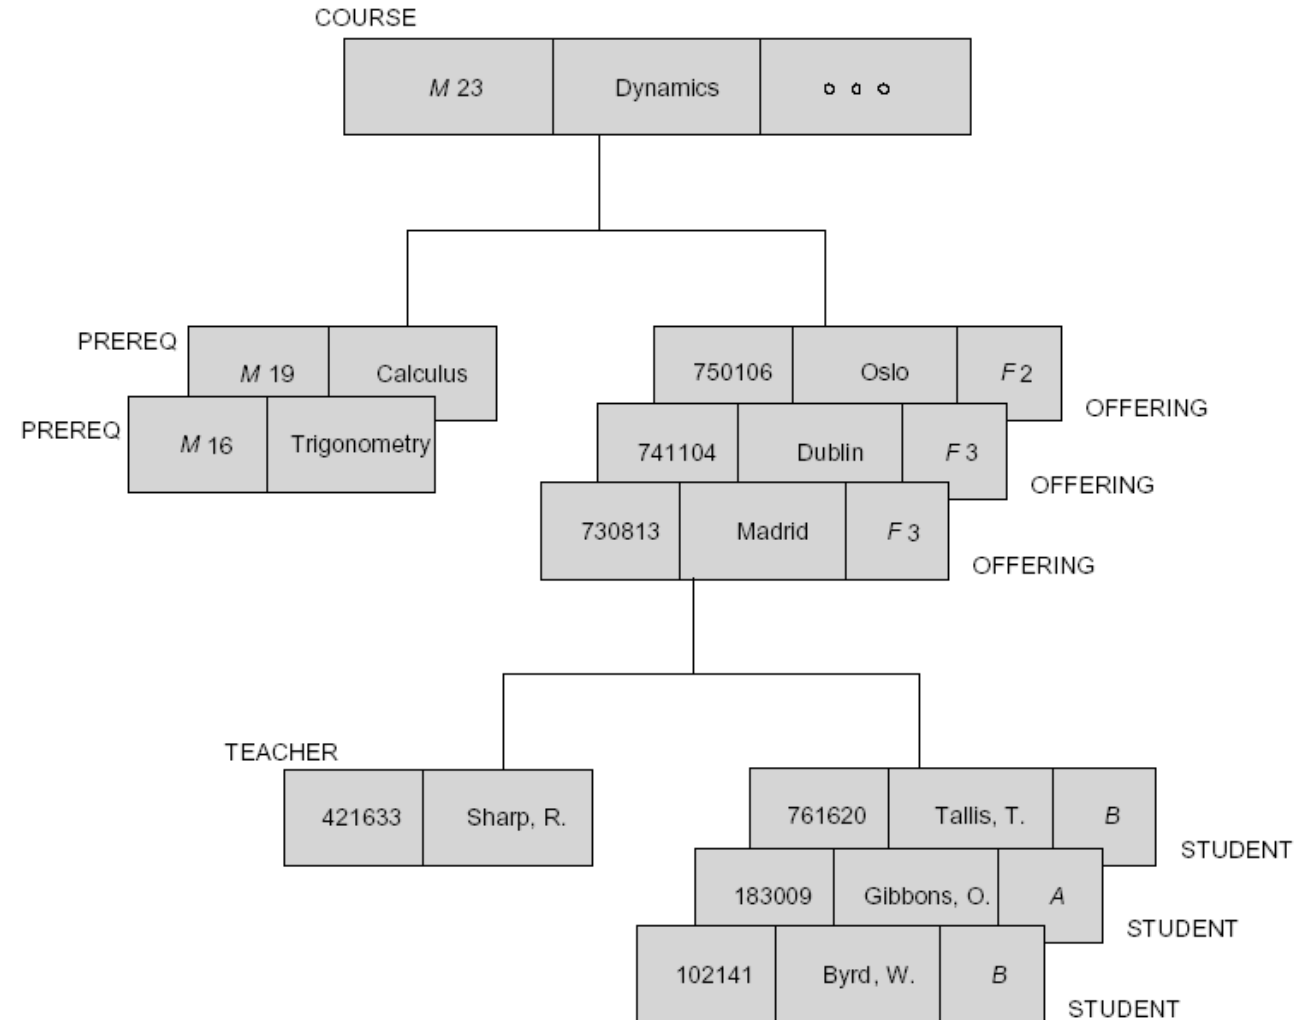 COURSE
M 23 Dynamics o o o
PREREQ M 19 Calculus 750106 Oslo F 2
OFFERING
PREREQ M 16 Trigonometry 741104 Dublin F 3
OFFERING
730813 Madrid F 3
OFFERING
TEACHER
421633 Sharp, R. 761620 Tallis, T. B
STUDENT
183009 Gibbons, O. A
STUDENT
102141 Byrd, W. B
STUDENT